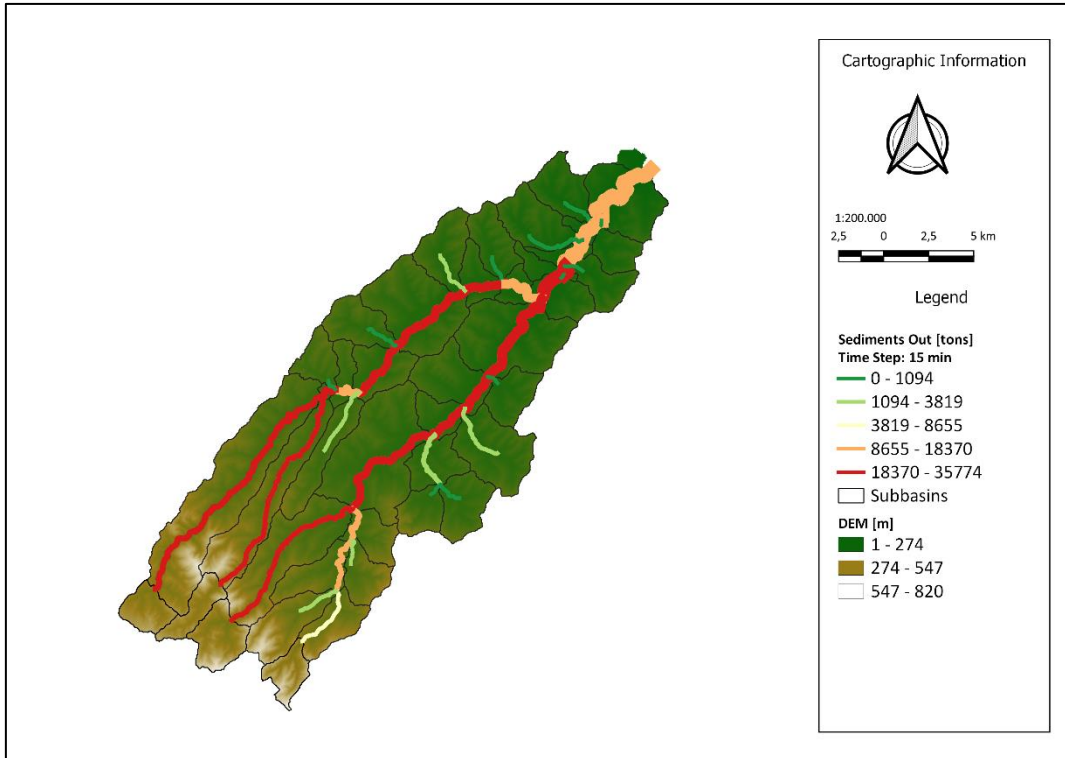 Cartographic Information
1:200.000
2,5 0 2,5 5 km
Legend
Sediments Out [tons]
Time Step: 15 min
0 - 1094
1094 - 3819
3819 - 8655
8655 - 18370
18370 - 35774
Subbasins
DEM [m]
1 - 274
274 - 547
547 - 820